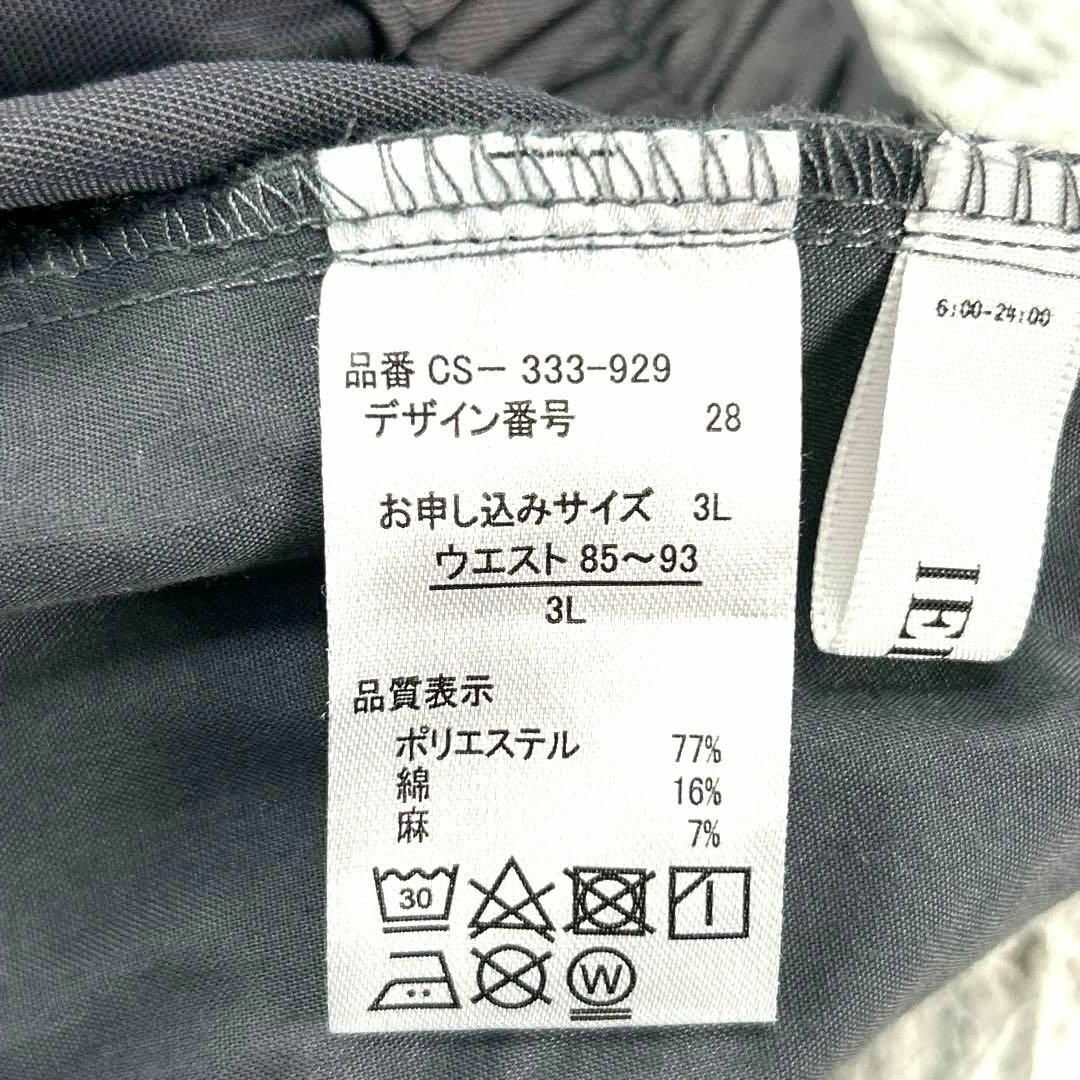 品番 CS- 333-929
デザイン番号 28
お申し込みサイズ 3L
ウエスト 85～93
3L
品質表示
ポリエステル 77%
綿 16%
麻 7%
30
W
6:00-24:00